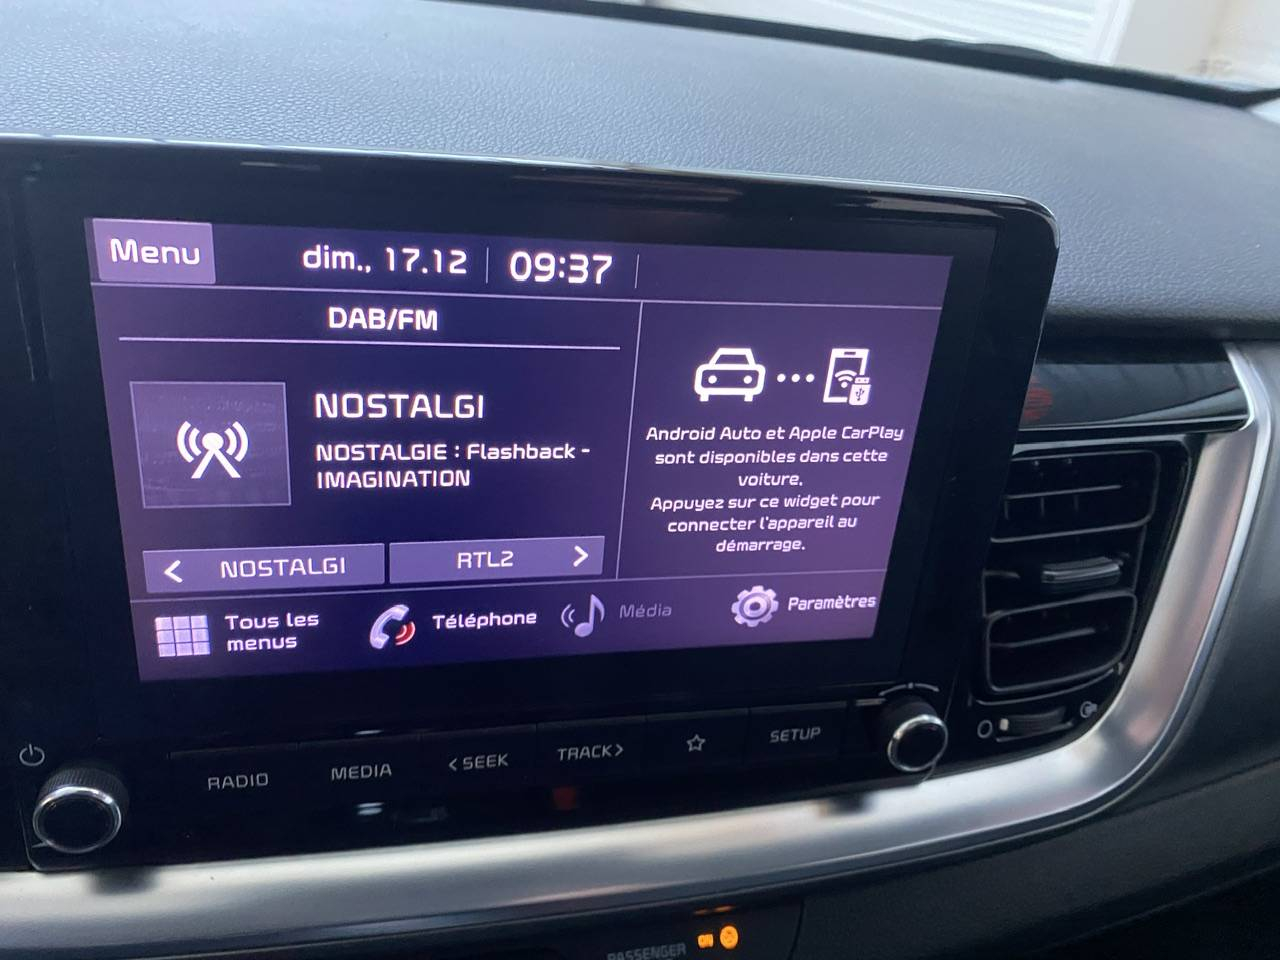 Menu
dim., 17.12
09:37
DAB/FM
NOSTALGI
NOSTALGIE : Flashback -
IMAGINATION
< NOSTALGI
RTL2 >
Android Auto et Apple CarPlay
sont disponibles dans cette
voiture.
Appuyez sur ce widget pour
connecter l'appareil au
démarrage.
Tous les
menus
Téléphone
Média
Paramètres
RADIO
MEDIA
< SEEK
TRACK >
SETUP
PASSENGER